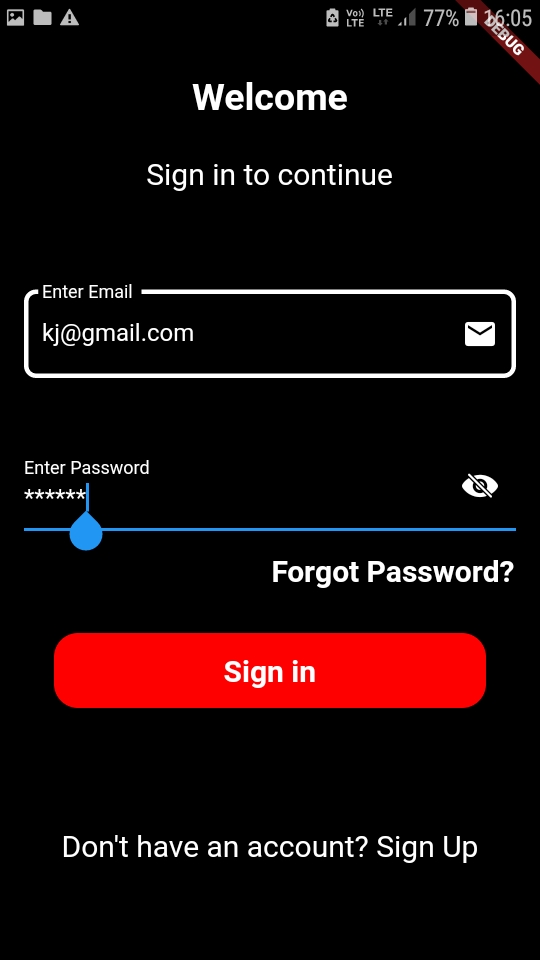 Vo)) LTE LTE 77% 16:05
DEBUG
Welcome
Sign in to continue
Enter Email
kj@gmail.com
Enter Password
******
Forgot Password?
Sign in
Don't have an account? Sign Up